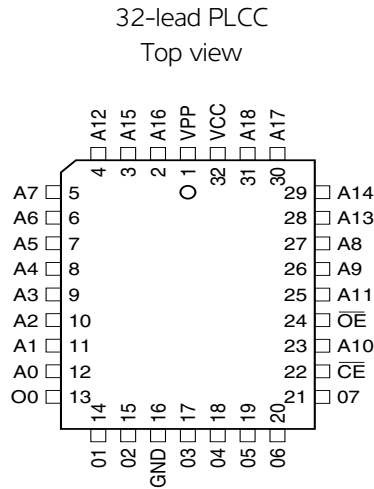 32-lead PLCC
Top view
A12 A15 A16 VPP VCC A18 A17
4 3 2 1 32 31 30
A7 5 29 A14
A6 6 28 A13
A5 7 27 A8
A4 8 26 A9
A3 9 25 A11
A2 10 24 OE
A1 11 23 A10
A0 12 22 CE
O0 13 21 07
14 15 16 17 18 19 20
01 02 GND 03 04 05 06